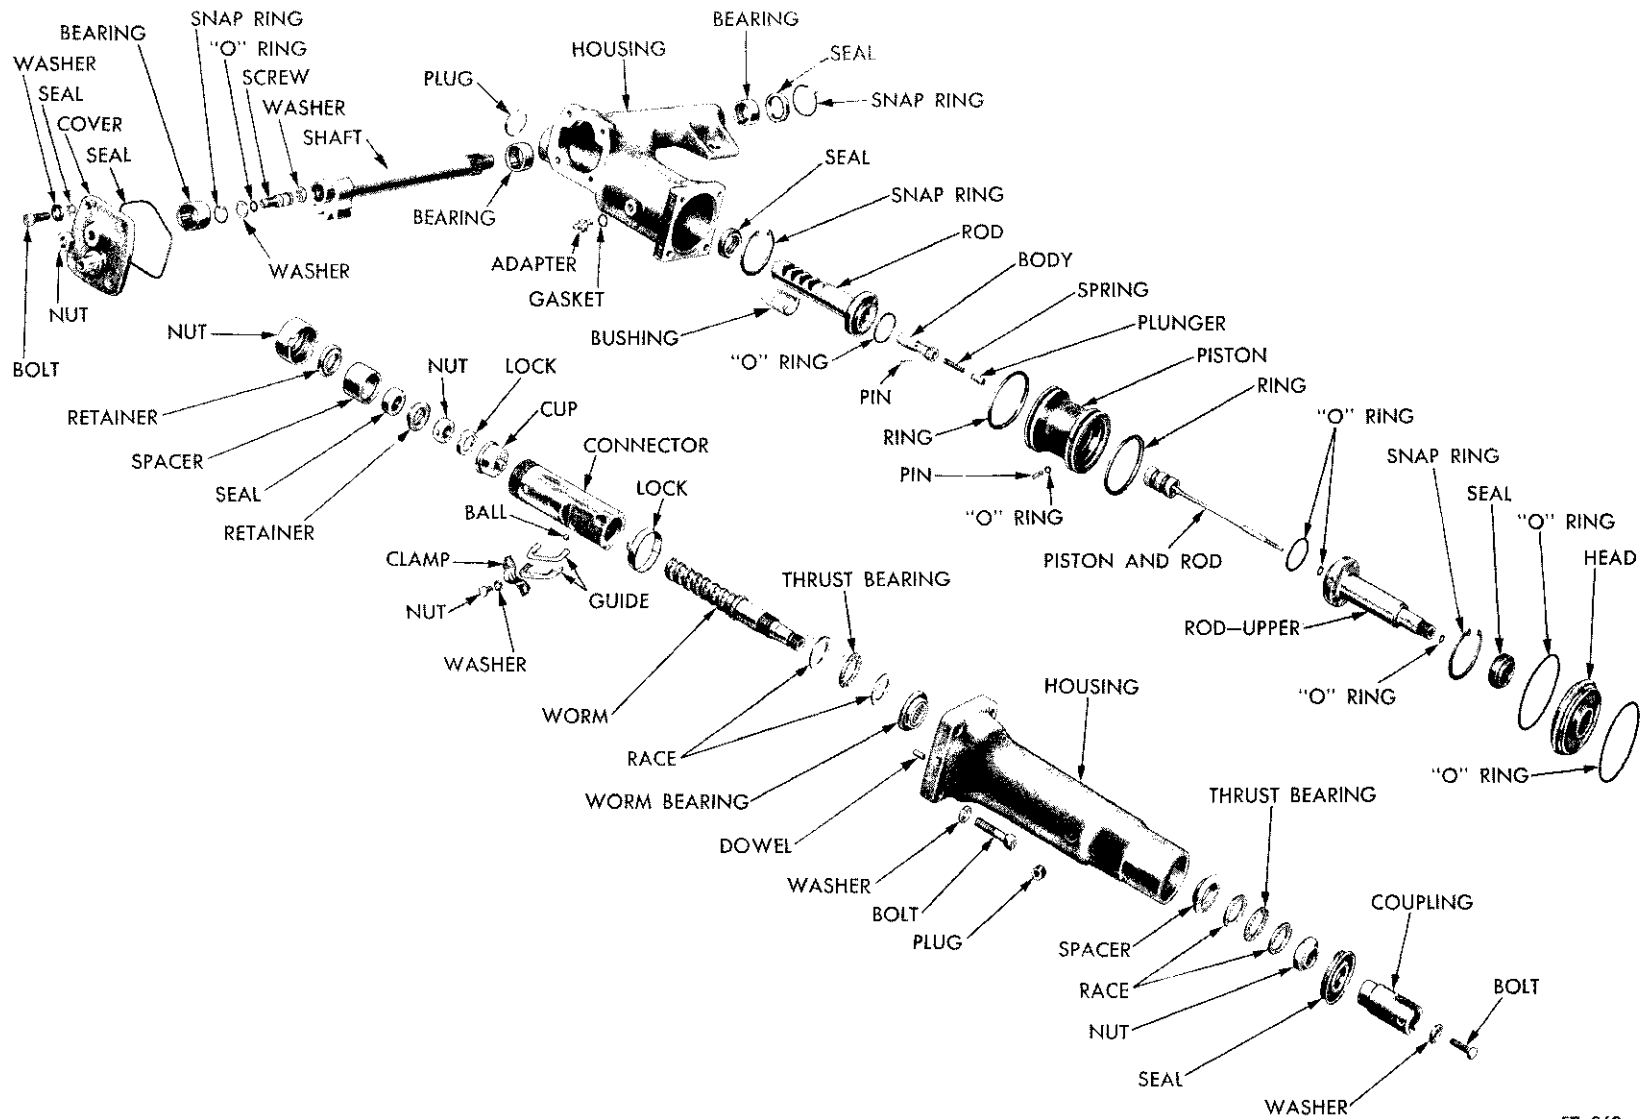 SNAP RING
BEARING
"O" RING
WASHER
SCREW
SEAL
WASHER
COVER
SHAFT
SEAL
PLUG
HOUSING
BEARING
SEAL
SNAP RING
BEARING
SEAL
SNAP RING
ROD
BODY
SPRING
PLUNGER
PISTON
RING
WASHER
ADAPTER
GASKET
BUSHING
"O" RING
PIN
NUT
BOLT
NUT
RETAINER
SPACER
SEAL
RETAINER
NUT
LOCK
CUP
CONNECTOR
LOCK
BALL
CLAMP
NUT
WASHER
GUIDE
RING
PIN
"O" RING
PISTON AND ROD
"O" RING
SNAP RING
SEAL
"O" RING
HEAD
ROD–UPPER
"O" RING
"O" RING
THRUST BEARING
WORM
RACE
WORM BEARING
DOWEL
HOUSING
WASHER
BOLT
PLUG
THRUST BEARING
SPACER
RACE
NUT
SEAL
COUPLING
BOLT
WASHER